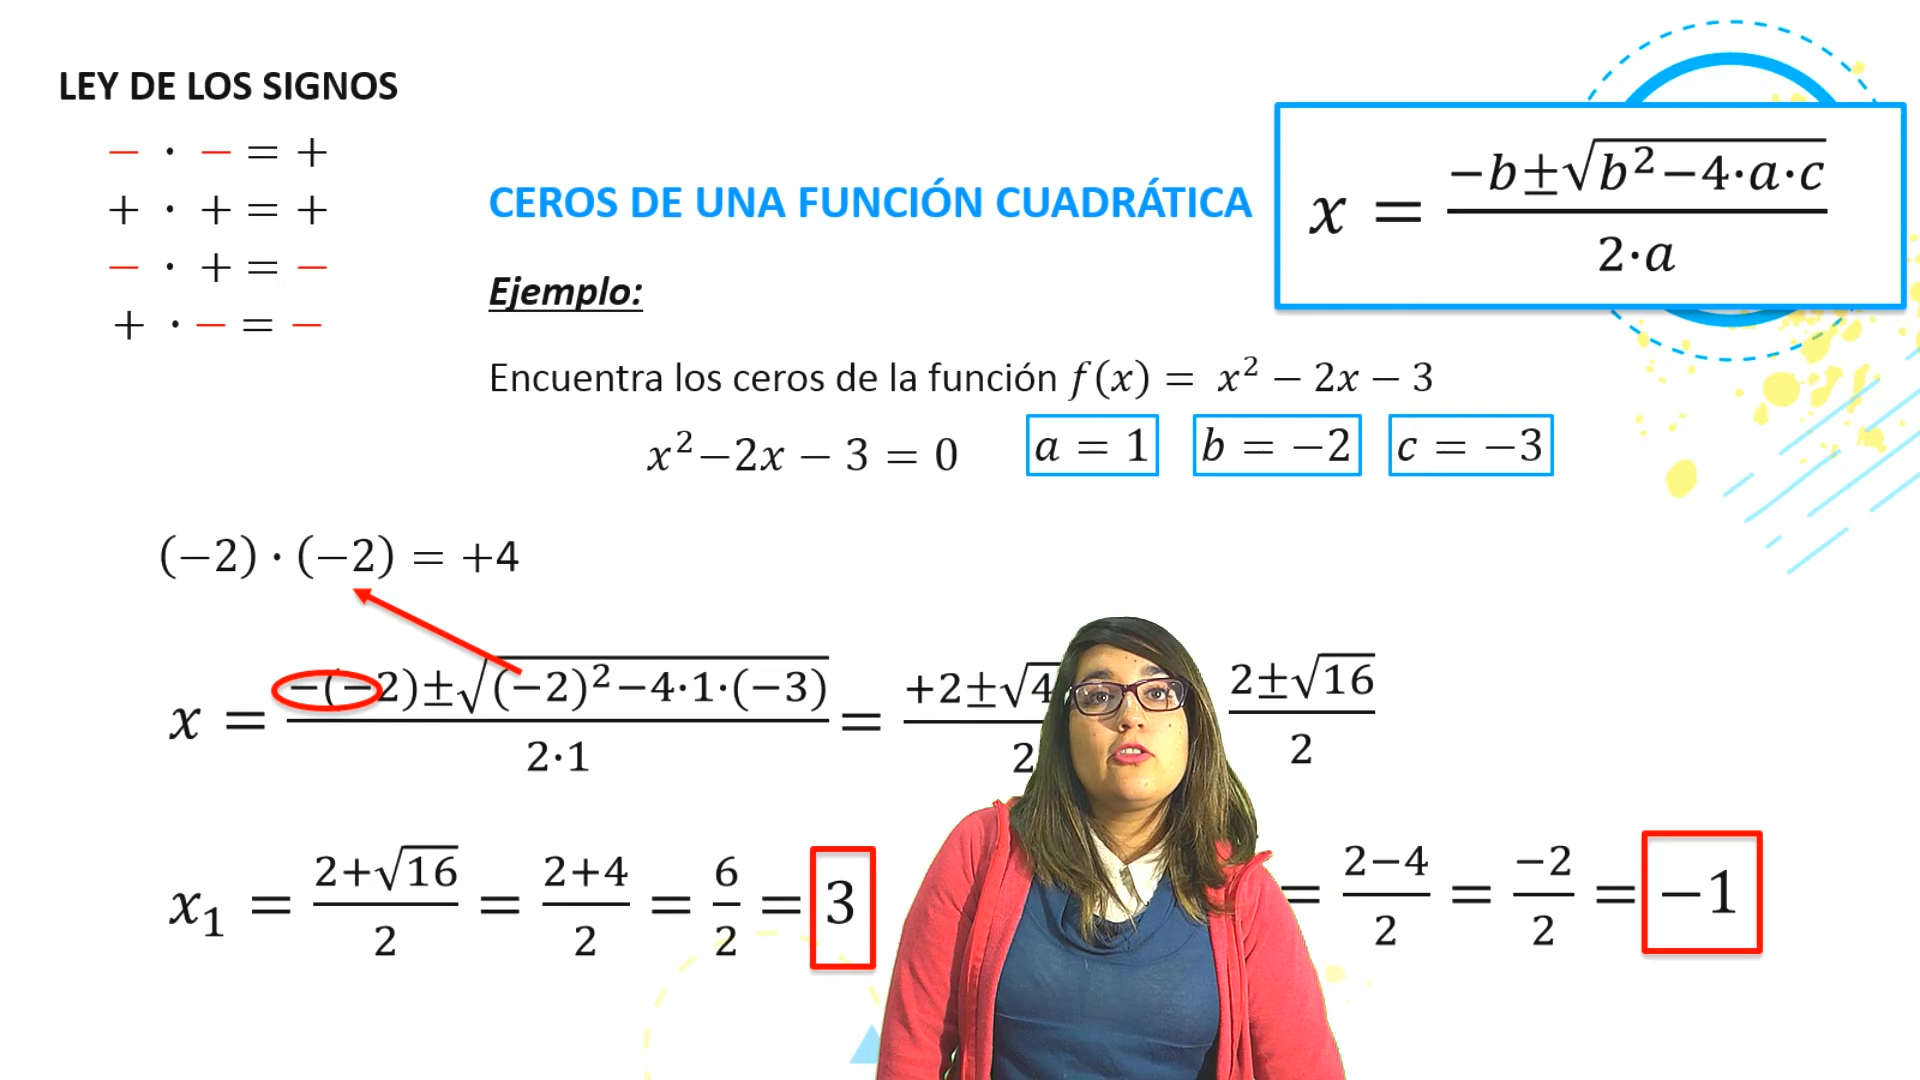 LEY DE LOS SIGNOS
− · − = +
+ · + = +
− · + = −
+ · − = −
CEROS DE UNA FUNCIÓN CUADRÁTICA
x = (−b±√(b²−4·a·c))/(2·a)
Ejemplo:
Encuentra los ceros de la función f(x) = x² − 2x − 3
x²−2x − 3 = 0
a = 1
b = −2
c = −3
(−2) · (−2) = +4
x = (−(−2)±√((−2)²−4·1·(−3)))/(2·1) = (+2±√4)/2 (2±√16)/2
x₁ = (2+√16)/2 = (2+4)/2 = 6/2 = 3
= (2−4)/2 = (−2)/2 = −1